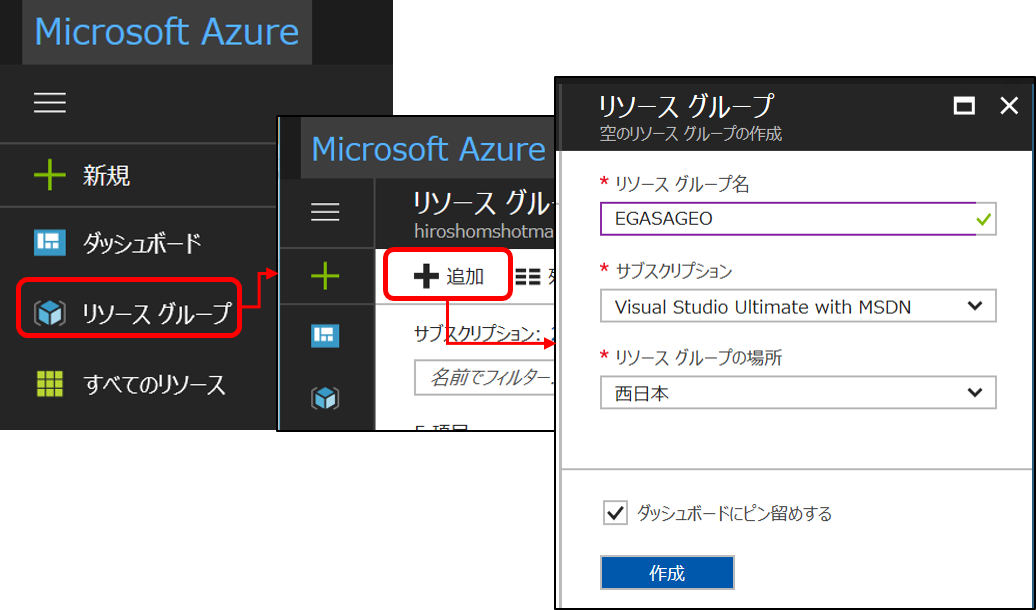 Microsoft Azure
新規
ダッシュボード
リソース グループ
すべてのリソース
Microsoft Azure
リソース グル
hiroshomshotma
追加
サブスクリプション:
名前でフィルター...
リソース グループ
空のリソース グループの作成
* リソース グループ名
EGASAGEO
* サブスクリプション
Visual Studio Ultimate with MSDN
* リソース グループの場所
西日本
ダッシュボードにピン留めする
作成